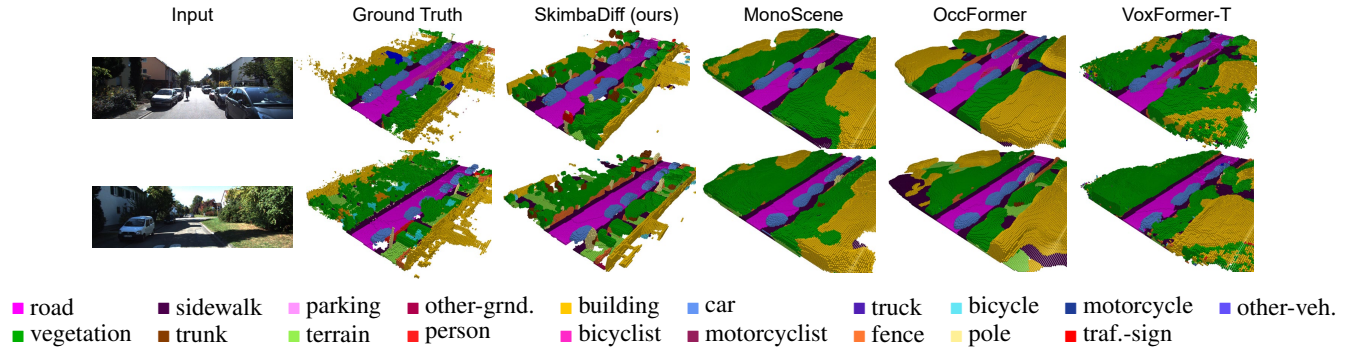 Input Ground Truth SkimbaDiff (ours) MonoScene OccFormer VoxFormer-T
road sidewalk parking other-grnd. building car truck bicycle motorcycle other-veh.
vegetation trunk terrain person bicyclist motorcyclist fence pole traf.-sign